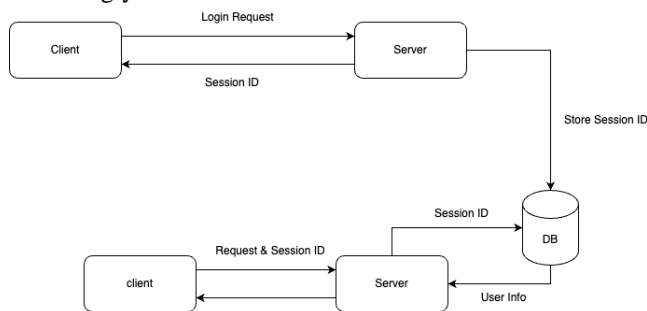 Login Request
Client
Server
Session ID
Store Session ID
Session ID
DB
Request & Session ID
client
Server
User Info